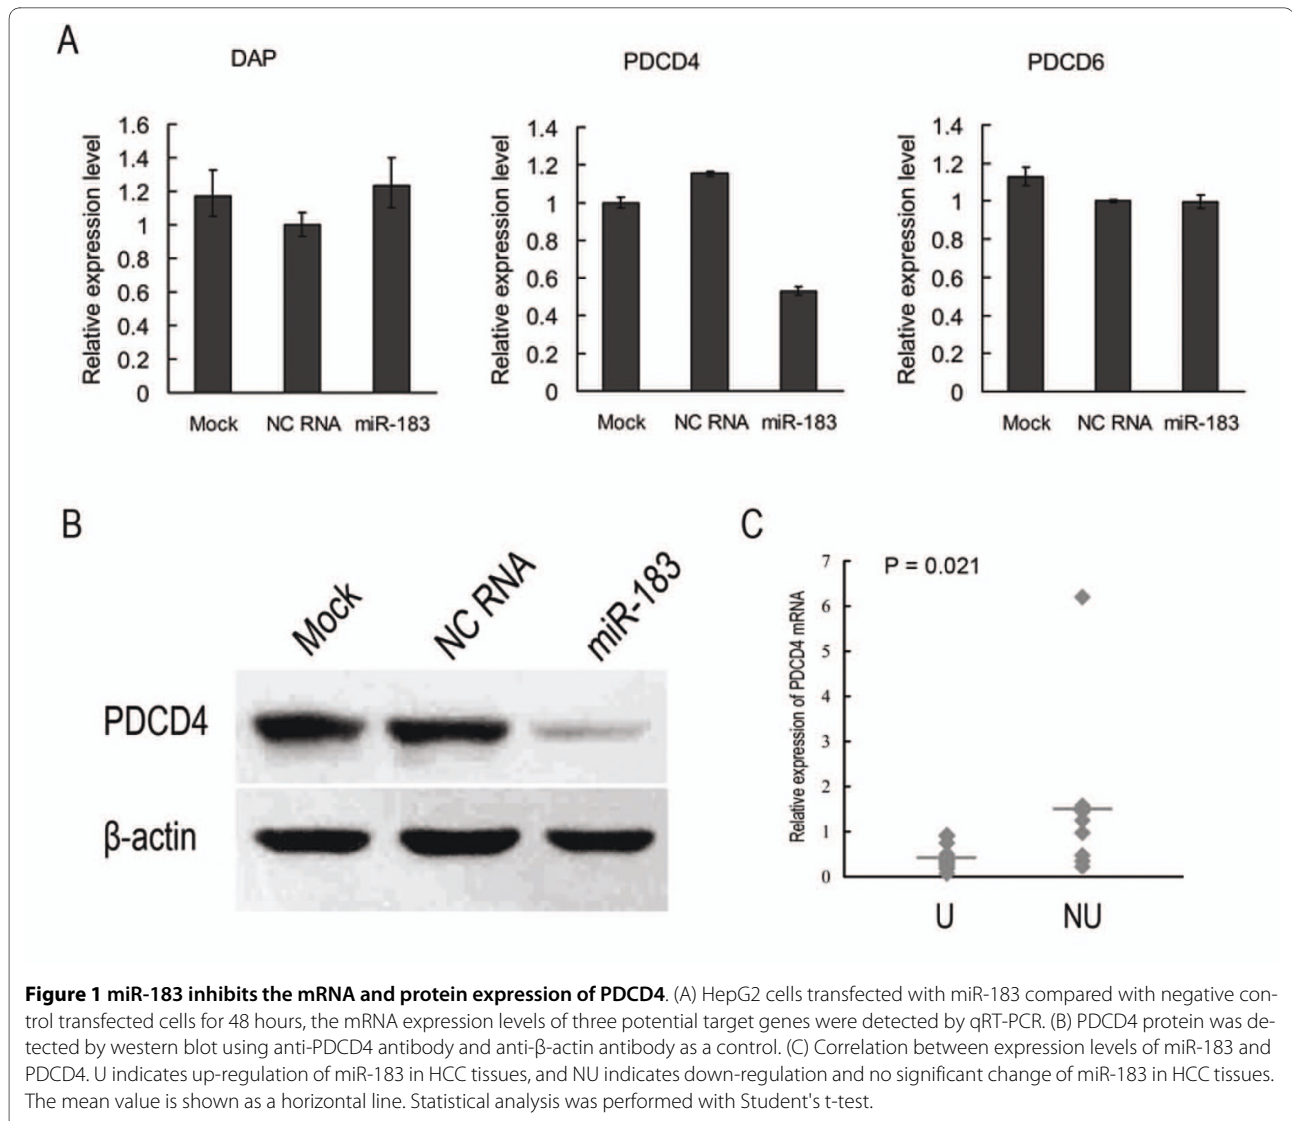 A
DAP
PDCD4
PDCD6
Relative expression level
1.6
1.4
1.2
1
0.8
0.6
0.4
0.2
0
Mock NC RNA miR-183
Relative expression level
1.4
1.2
1
0.8
0.6
0.4
0.2
0
Mock NC RNA miR-183
Relative expression level
1.4
1.2
1
0.8
0.6
0.4
0.2
0
Mock NC RNA miR-183
B
Mock
NC RNA
miR-183
PDCD4
β-actin
C
P = 0.021
Relative expression of PDCD4 mRNA
7
6
5
4
3
2
1
0
U
NU
Figure 1 miR-183 inhibits the mRNA and protein expression of PDCD4. (A) HepG2 cells transfected with miR-183 compared with negative con-
trol transfected cells for 48 hours, the mRNA expression levels of three potential target genes were detected by qRT-PCR. (B) PDCD4 protein was de-
tected by western blot using anti-PDCD4 antibody and anti-β-actin antibody as a control. (C) Correlation between expression levels of miR-183 and
PDCD4. U indicates up-regulation of miR-183 in HCC tissues, and NU indicates down-regulation and no significant change of miR-183 in HCC tissues.
The mean value is shown as a horizontal line. Statistical analysis was performed with Student's t-test.